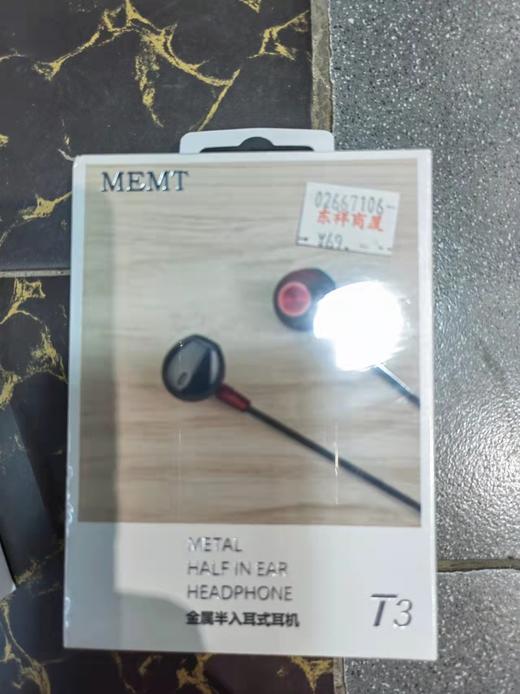 MEMT
02667106
东祥商厦
¥69.
METAL
HALF IN EAR
HEADPHONE
金属半入耳式耳机
T3